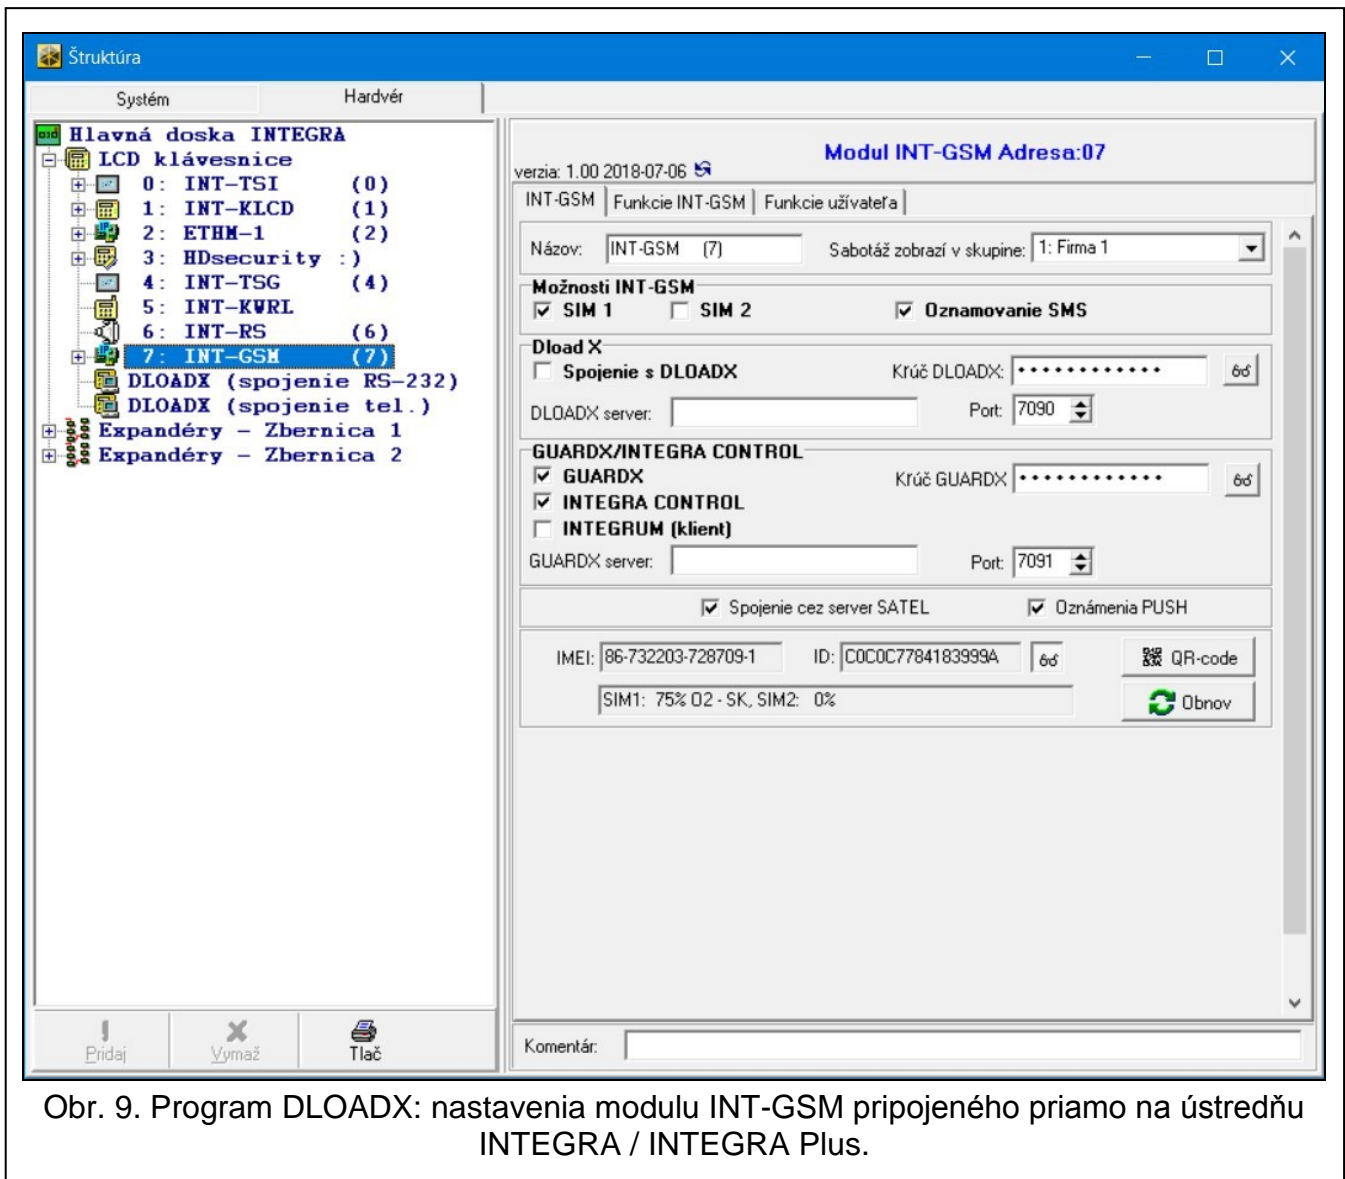 Štruktúra
Systém Hardvér
Hlavná doska INTEGRA
LCD klávesnice
0: INT-TSI (0)
1: INT-KLCD (1)
2: ETHM-1 (2)
3: HDsecurity :)
4: INT-TSG (4)
5: INT-KWRL
6: INT-RS (6)
7: INT-GSM (7)
DLOADX (spojenie RS-232)
DLOADX (spojenie tel.)
Expandéry - Zbernica 1
Expandéry - Zbernica 2
Pridaj Vymaž Tlač
Modul INT-GSM Adresa:07
verzia: 1.00 2018-07-06
INT-GSM Funkcie INT-GSM Funkcie užívateľa
Názov: INT-GSM (7) Sabotáž zobrazí v skupine: 1: Firma 1
Možnosti INT-GSM
SIM 1 SIM 2 Oznamovanie SMS
Dload X
Spojenie s DLOADX Kľúč DLOADX: ••••••••••••
DLOADX server: Port: 7090
GUARDX/INTEGRA CONTROL
GUARDX Kľúč GUARDX ••••••••••••
INTEGRA CONTROL
INTEGRUM (klient)
GUARDX server: Port: 7091
Spojenie cez server SATEL Oznámenia PUSH
IMEI: 86-732203-728709-1 ID: C0C0C7784183999A QR-code
SIM1: 75% O2 - SK, SIM2: 0% Obnov
Komentár:
Obr. 9. Program DLOADX: nastavenia modulu INT-GSM pripojeného priamo na ústredňu
INTEGRA / INTEGRA Plus.